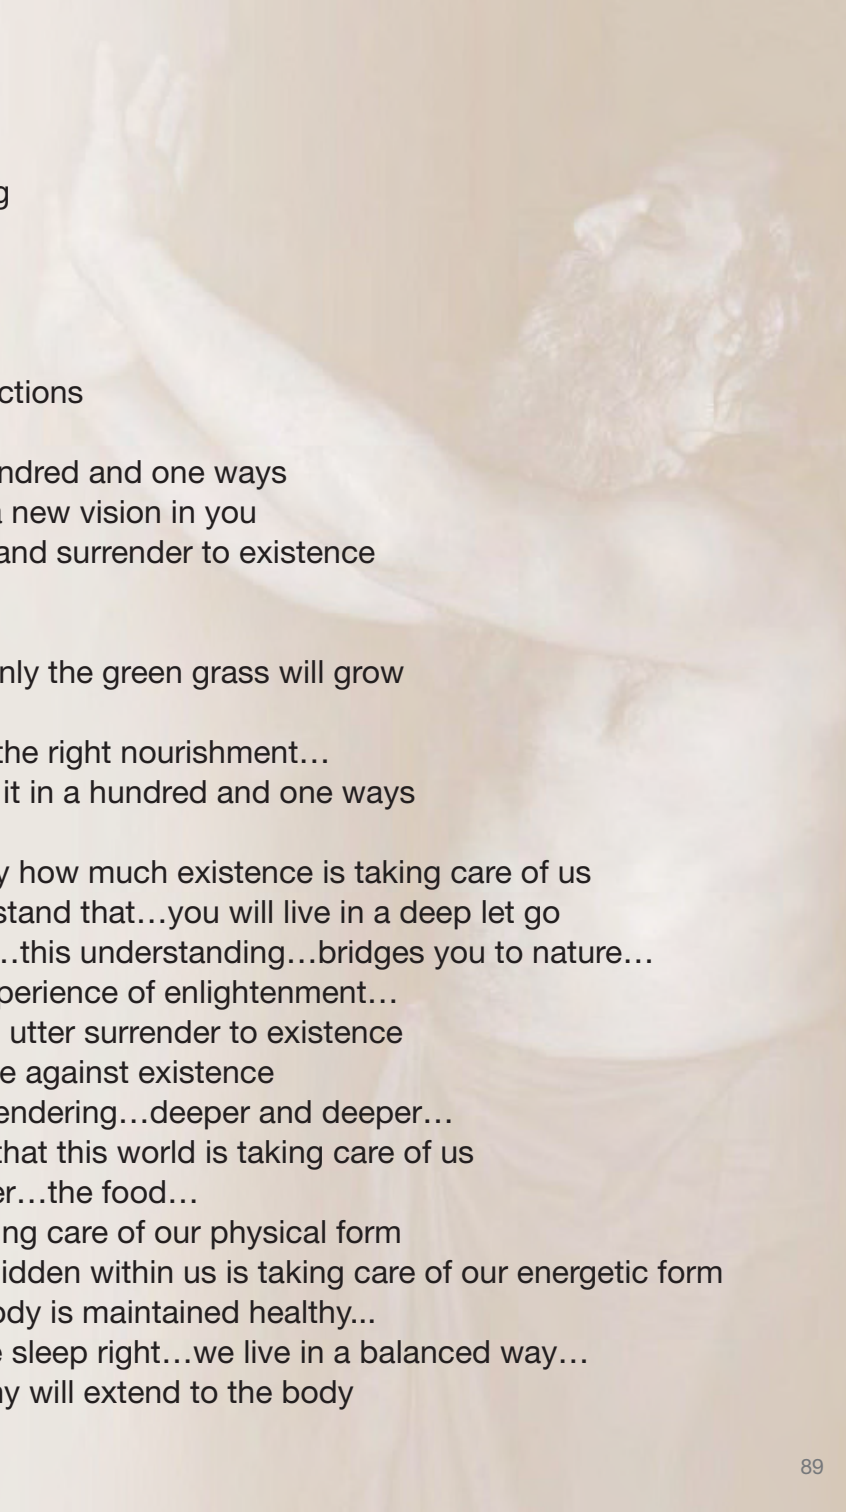 g
ctions
ndred and one ways
new vision in you
and surrender to existence
nly the green grass will grow
the right nourishment…
it in a hundred and one ways
y how much existence is taking care of us
stand that…you will live in a deep let go
…this understanding…bridges you to nature…
perience of enlightenment…
utter surrender to existence
e against existence
endering…deeper and deeper…
that this world is taking care of us
er…the food…
ng care of our physical form
idden within us is taking care of our energetic form
ody is maintained healthy...
e sleep right…we live in a balanced way…
ny will extend to the body
89